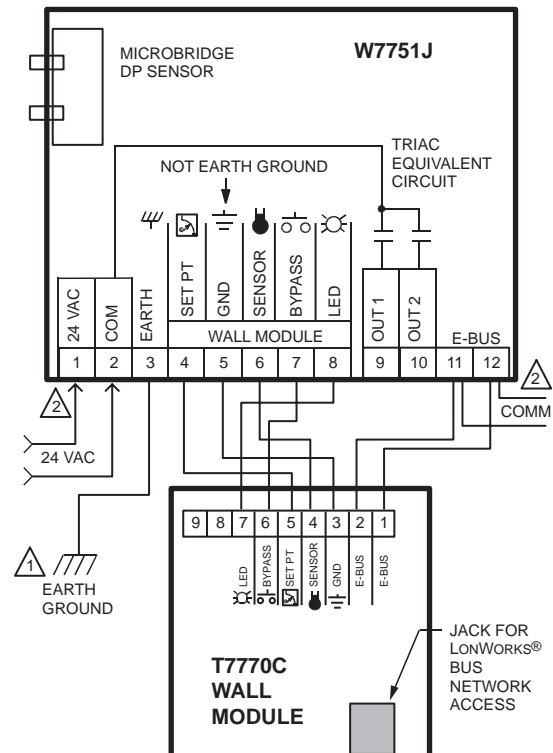 MICROBRIDGE
DP SENSOR
W7751J
NOT EARTH GROUND
TRIAC
EQUIVALENT
CIRCUIT
24 VAC
COM
EARTH
SET PT
GND
SENSOR
BYPASS
LED
OUT 1
OUT 2
WALL MODULE
E-BUS
1 2 3 4 5 6 7 8 9 10 11 12
2
2
COMM
24 VAC
1
EARTH
GROUND
9 8 7 6 5 4 3 2 1
LED
BYPASS
SET PT
SENSOR
GND
E-BUS
E-BUS
T7770C
WALL
MODULE
JACK FOR
LONWORKS®
BUS
NETWORK
ACCESS